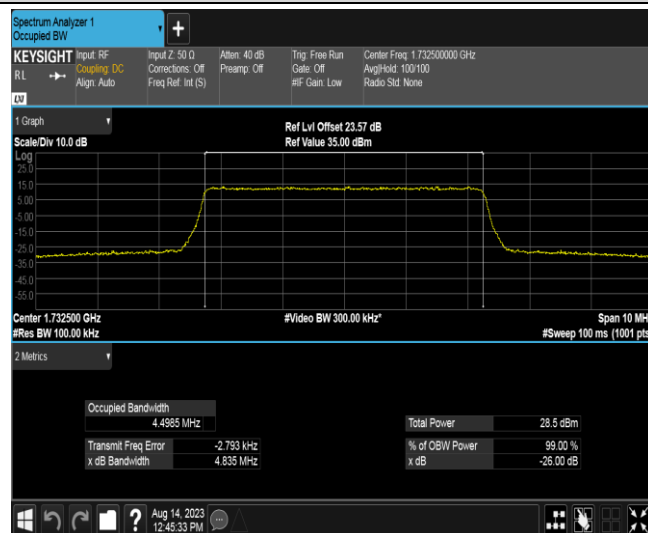 Spectrum Analyzer 1
Occupied BW
+
KEYSIGHT Input: RF Input Z: 50 Ω Atten: 40 dB Trig: Free Run Center Freq: 1.732500000 GHz
RL Coupling: DC Corrections: Off Preamp: Off Gate: Off Avg|Hold: 100/100
Align: Auto Freq Ref: Int (S) #IF Gain: Low Radio Std: None
LXI
1 Graph
Ref Lvl Offset 23.57 dB
Scale/Div 10.0 dB Ref Value 35.00 dBm
Log
25.0
15.0
5.00
-5.00
-15.0
-25.0
-35.0
-45.0
-55.0
Center 1.732500 GHz #Video BW 300.00 kHz* Span 10 MH
#Res BW 100.00 kHz #Sweep 100 ms (1001 pts
2 Metrics
Occupied Bandwidth
4.4985 MHz Total Power 28.5 dBm
Transmit Freq Error -2.793 kHz % of OBW Power 99.00 %
x dB Bandwidth 4.835 MHz x dB -26.00 dB
? Aug 14, 2023
12:45:33 PM